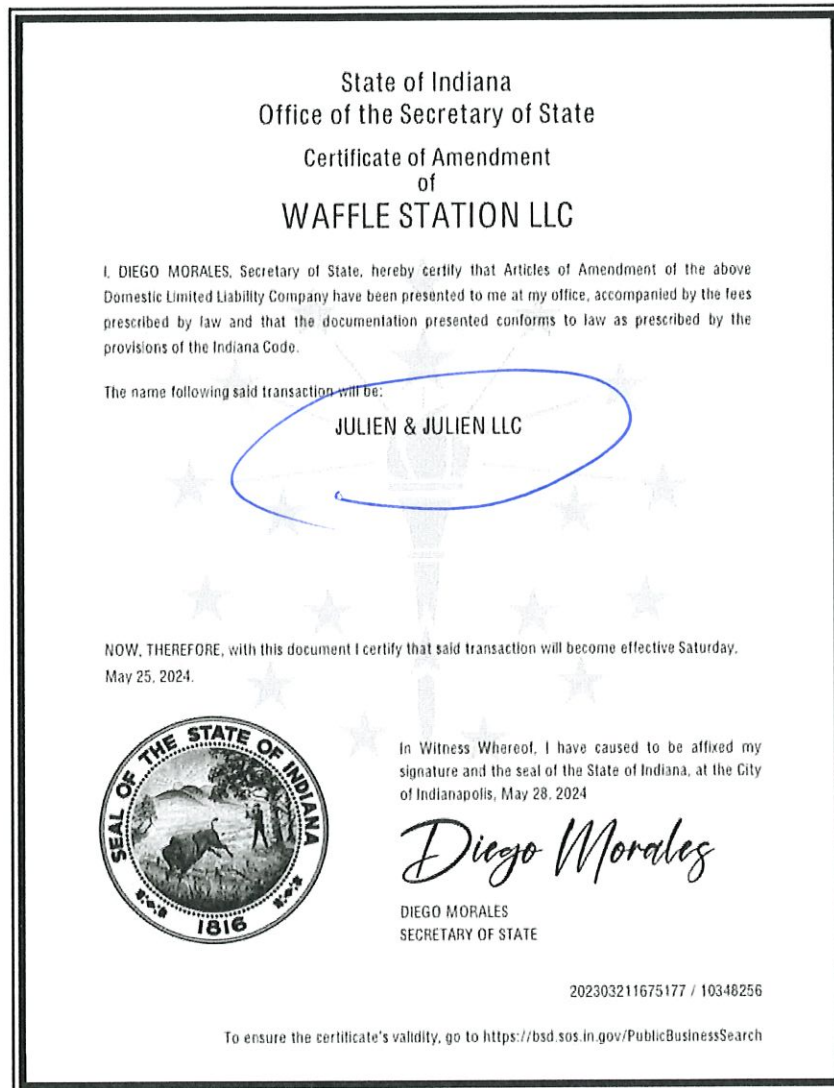 State of Indiana
Office of the Secretary of State
Certificate of Amendment
of
WAFFLE STATION LLC
I, DIEGO MORALES, Secretary of State, hereby certify that Articles of Amendment of the above
Domestic Limited Liability Company have been presented to me at my office, accompanied by the fees
prescribed by law and that the documentation presented conforms to law as prescribed by the
provisions of the Indiana Code.
The name following said transaction will be:
JULIEN & JULIEN LLC
NOW, THEREFORE, with this document I certify that said transaction will become effective Saturday,
May 25, 2024.
SEAL OF THE STATE OF INDIANA
1816
In Witness Whereof, I have caused to be affixed my
signature and the seal of the State of Indiana, at the City
of Indianapolis, May 28, 2024
Diego Morales
DIEGO MORALES
SECRETARY OF STATE
202303211675177 / 10348256
To ensure the certificate's validity, go to https://bsd.sos.in.gov/PublicBusinessSearch